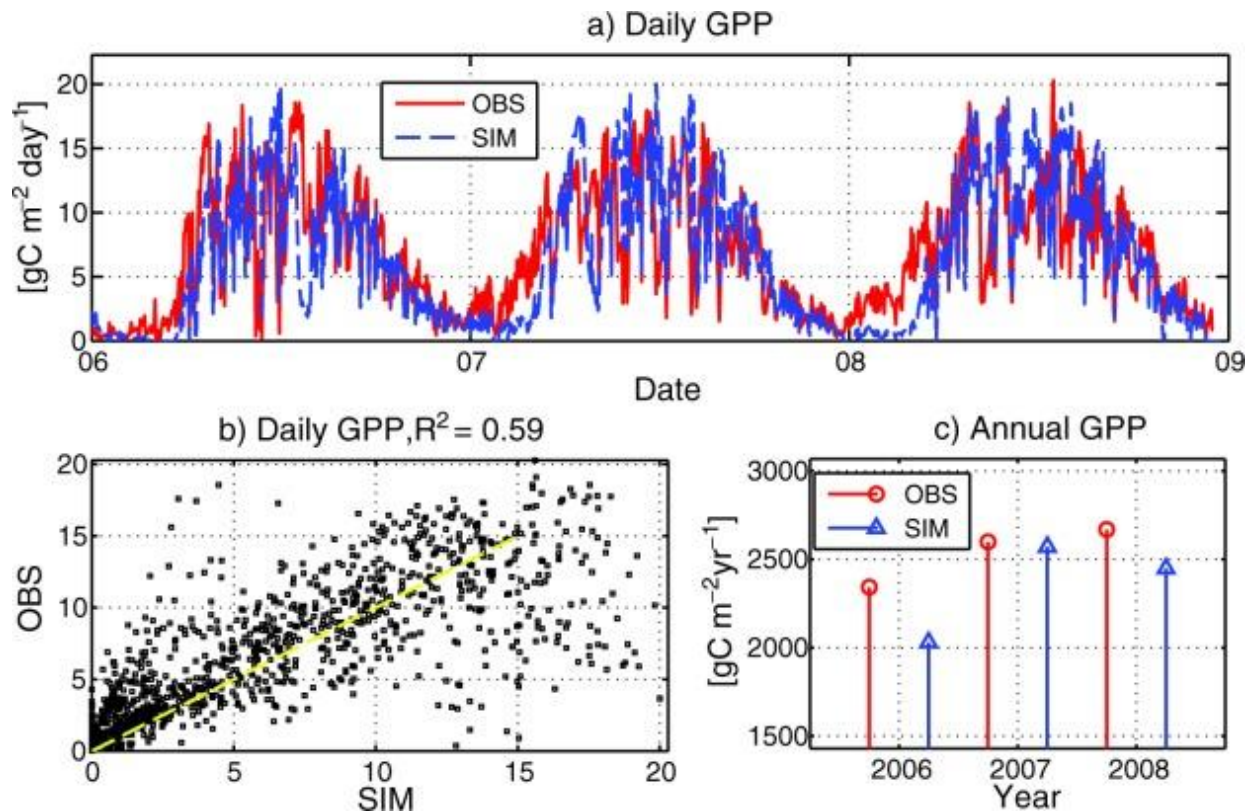 a) Daily GPP
[gC m⁻² day⁻¹]
20
15
10
5
0
OBS
SIM
06
07
08
09
Date
b) Daily GPP,R² = 0.59
OBS
20
15
10
5
0
0
5
10
15
20
SIM
c) Annual GPP
[gC m⁻²yr⁻¹]
3000
2500
2000
1500
OBS
SIM
2006
2007
2008
Year